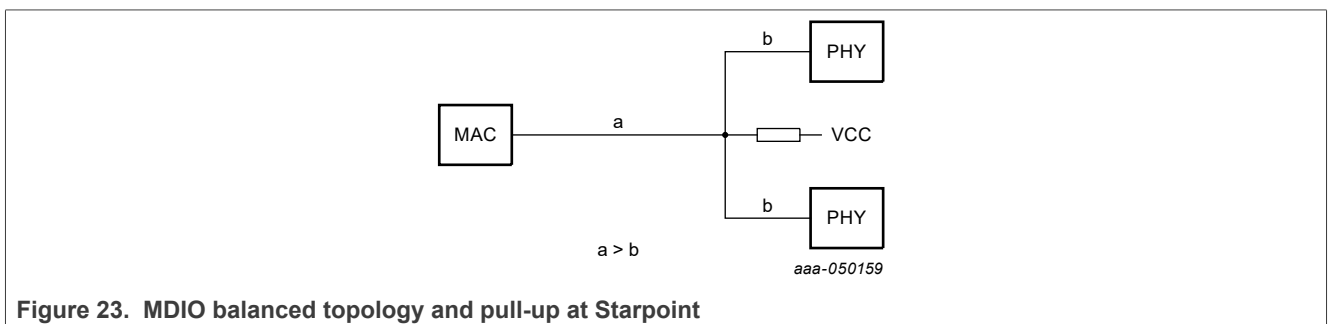 b
PHY
MAC
a
VCC
b
PHY
a > b
aaa-050159
Figure 23. MDIO balanced topology and pull-up at Starpoint